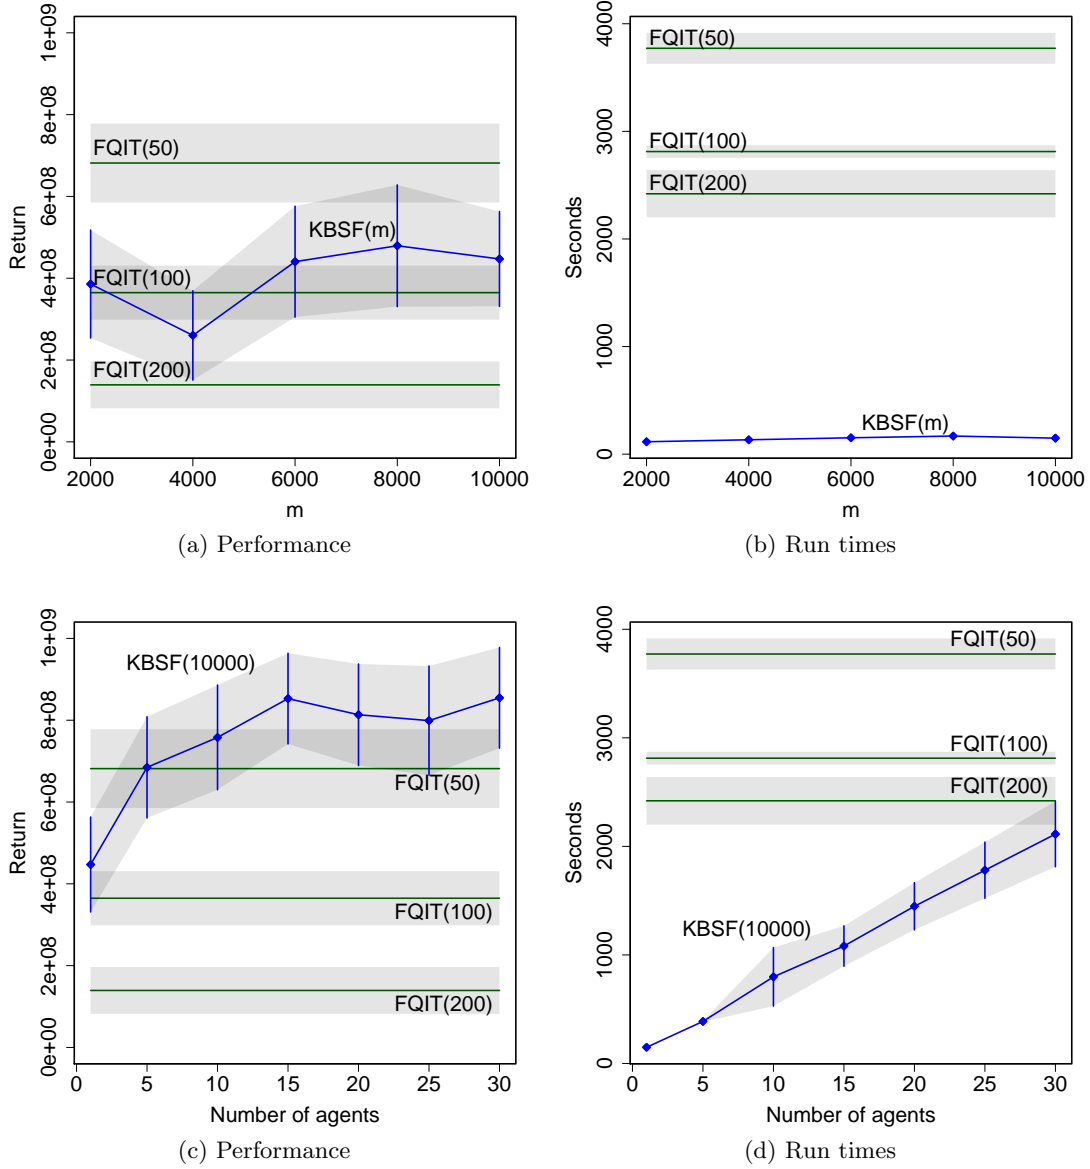 1e+09
8e+08
6e+08
4e+08
2e+08
0e+00
Return
FQIT(50)
KBSF(m)
FQIT(100)
FQIT(200)
2000 4000 6000 8000 10000
m
(a) Performance
4000
3000
2000
1000
0
Seconds
FQIT(50)
FQIT(100)
FQIT(200)
KBSF(m)
2000 4000 6000 8000 10000
m
(b) Run times
1e+09
8e+08
6e+08
4e+08
2e+08
0e+00
Return
KBSF(10000)
FQIT(50)
FQIT(100)
FQIT(200)
0 5 10 15 20 25 30
Number of agents
(c) Performance
4000
3000
2000
1000
0
Seconds
FQIT(50)
FQIT(100)
FQIT(200)
KBSF(10000)
0 5 10 15 20 25 30
Number of agents
(d) Run times